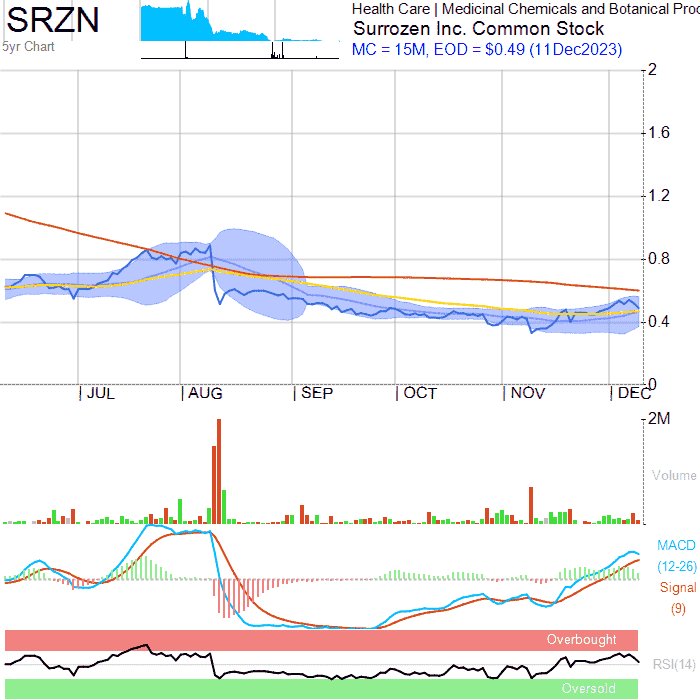 SRZN
Health Care | Medicinal Chemicals and Botanical Pro
Surrozen Inc. Common Stock
5yr Chart
MC = 15M, EOD = $0.49 (11Dec2023)
2
1.6
1.2
0.8
0.4
0
JUL AUG SEP OCT NOV DEC
2M
Volume
MACD
(12-26)
Signal
(9)
Overbought
RSI(14)
Oversold